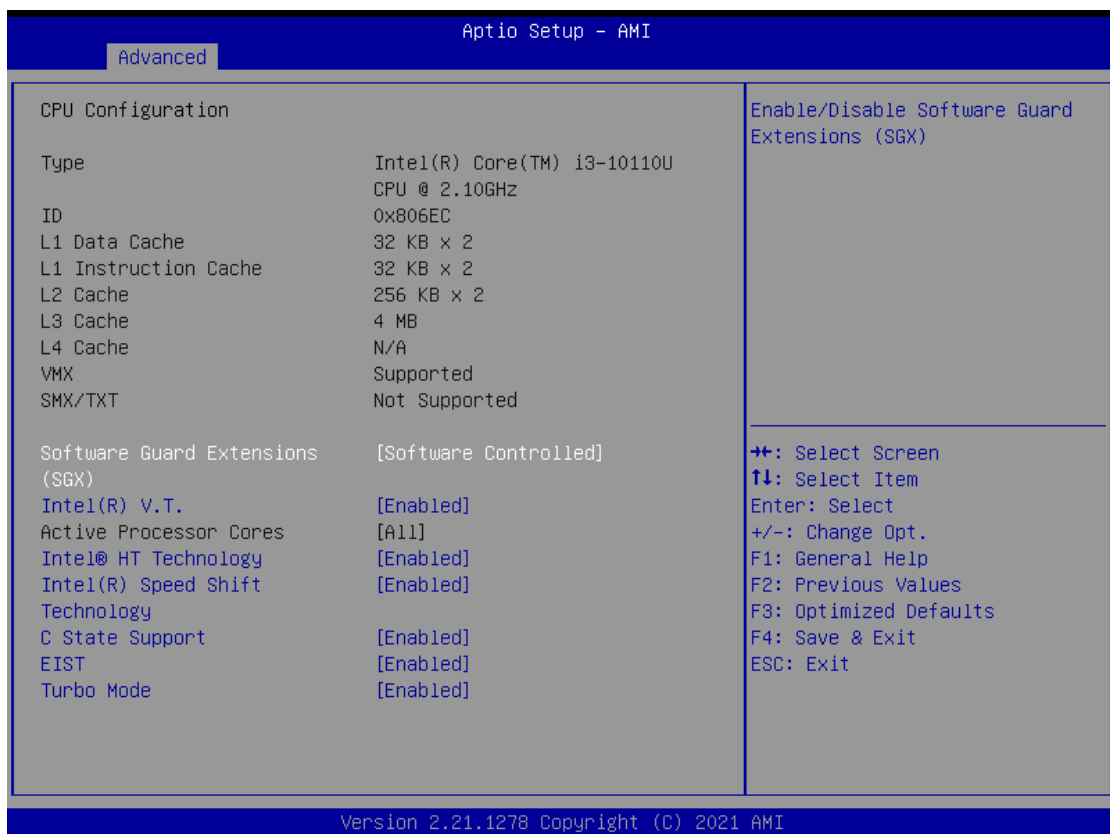 Aptio Setup – AMI
Advanced
CPU Configuration
Type Intel(R) Core(TM) i3-10110U
CPU @ 2.10GHz
ID 0x806EC
L1 Data Cache 32 KB x 2
L1 Instruction Cache 32 KB x 2
L2 Cache 256 KB x 2
L3 Cache 4 MB
L4 Cache N/A
VMX Supported
SMX/TXT Not Supported
Software Guard Extensions [Software Controlled]
(SGX)
Intel(R) V.T. [Enabled]
Active Processor Cores [All]
Intel® HT Technology [Enabled]
Intel(R) Speed Shift [Enabled]
Technology
C State Support [Enabled]
EIST [Enabled]
Turbo Mode [Enabled]
Enable/Disable Software Guard
Extensions (SGX)
→←: Select Screen
↑↓: Select Item
Enter: Select
+/-: Change Opt.
F1: General Help
F2: Previous Values
F3: Optimized Defaults
F4: Save & Exit
ESC: Exit
Version 2.21.1278 Copyright (C) 2021 AMI